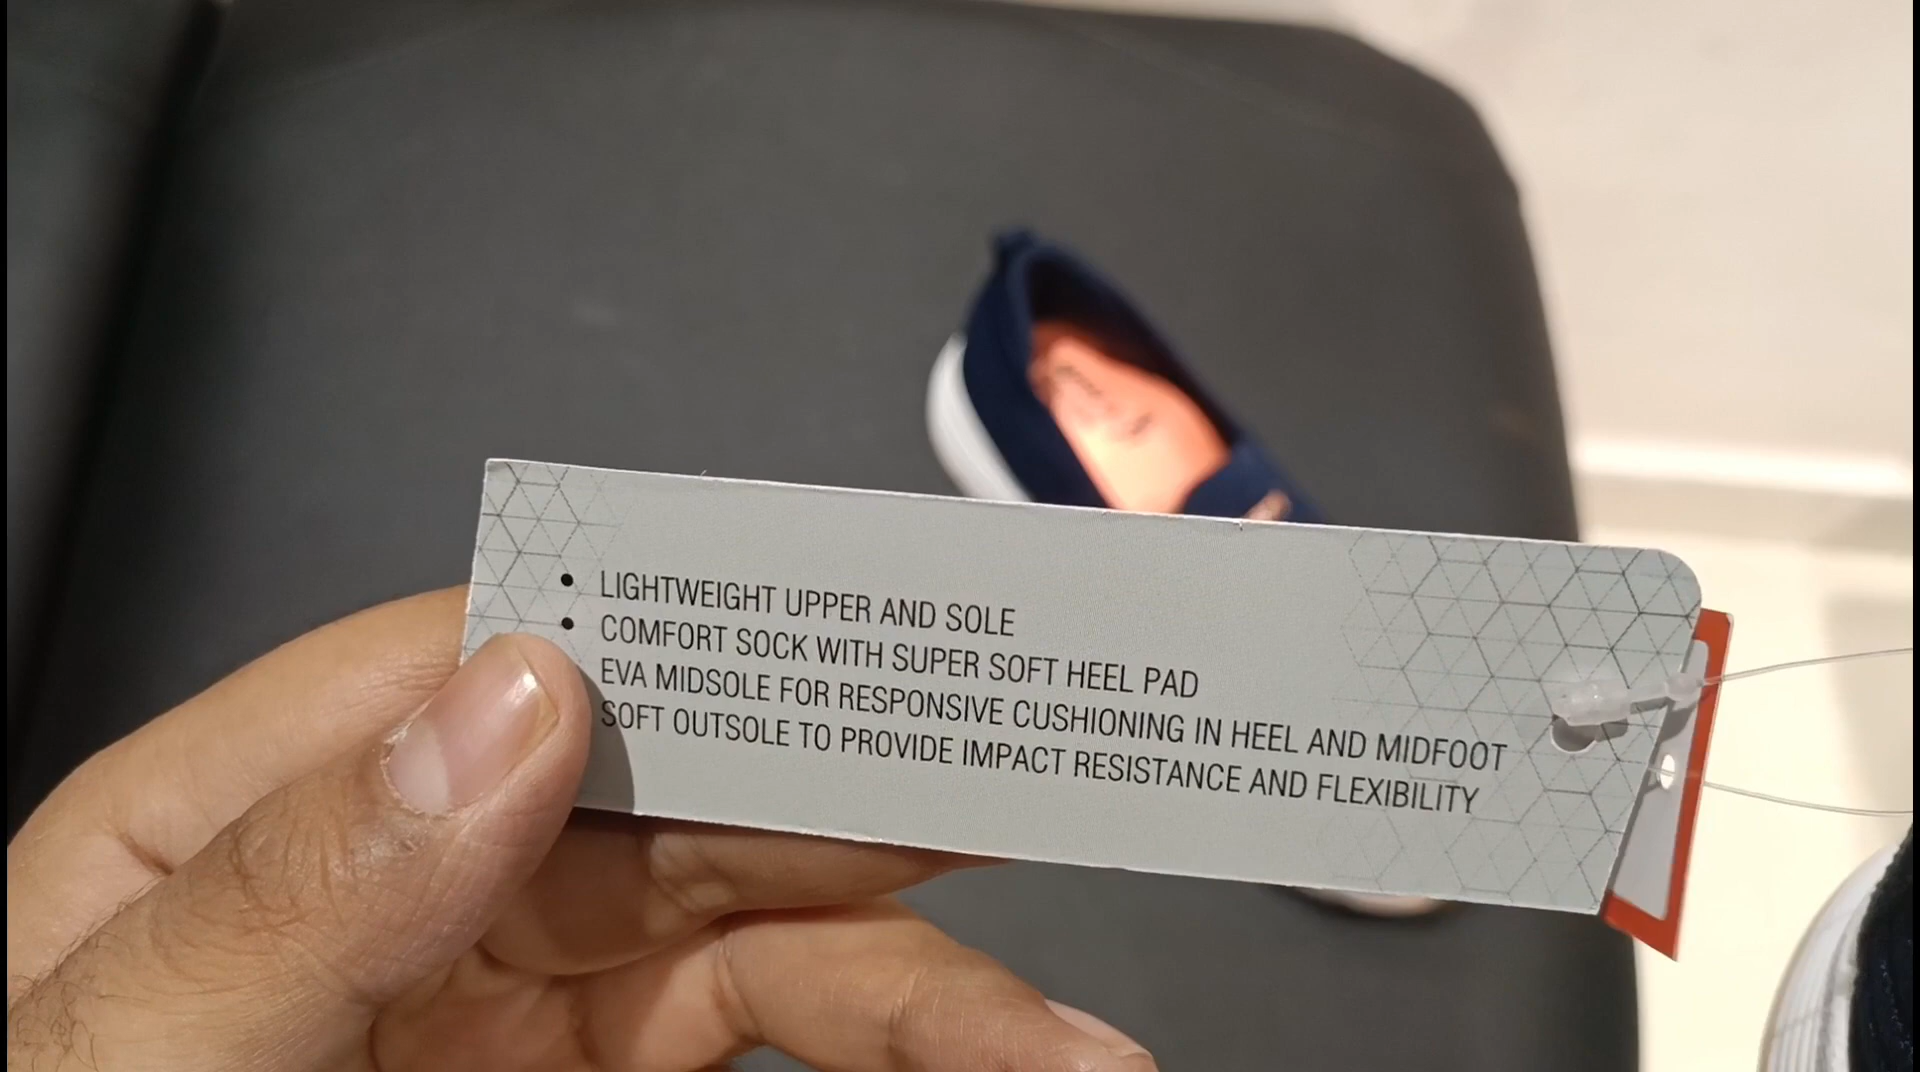 • LIGHTWEIGHT UPPER AND SOLE
• COMFORT SOCK WITH SUPER SOFT HEEL PAD
EVA MIDSOLE FOR RESPONSIVE CUSHIONING IN HEEL AND MIDFOOT
SOFT OUTSOLE TO PROVIDE IMPACT RESISTANCE AND FLEXIBILITY